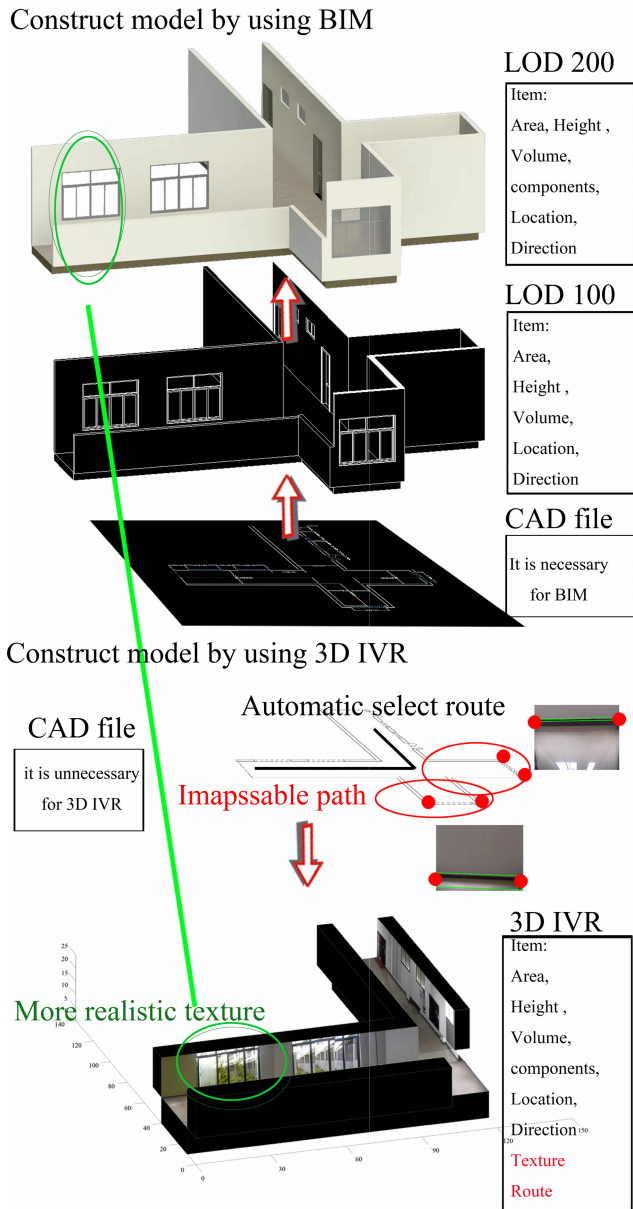 Construct model by using BIM
LOD 200
Item:
Area, Height ,
Volume,
components,
Location,
Direction
LOD 100
Item:
Area,
Height ,
Volume,
Location,
Direction
CAD file
It is necessary
for BIM
Construct model by using 3D IVR
Automatic select route
CAD file
it is unnecessary
for 3D IVR
Imapssable path
3D IVR
Item:
Area,
Height ,
Volume,
components,
Location,
Direction
Texture
Route
More realistic texture
25
20
15
10
5
140
120
100
80
60
40
20
0
0
30
60
90
120
150